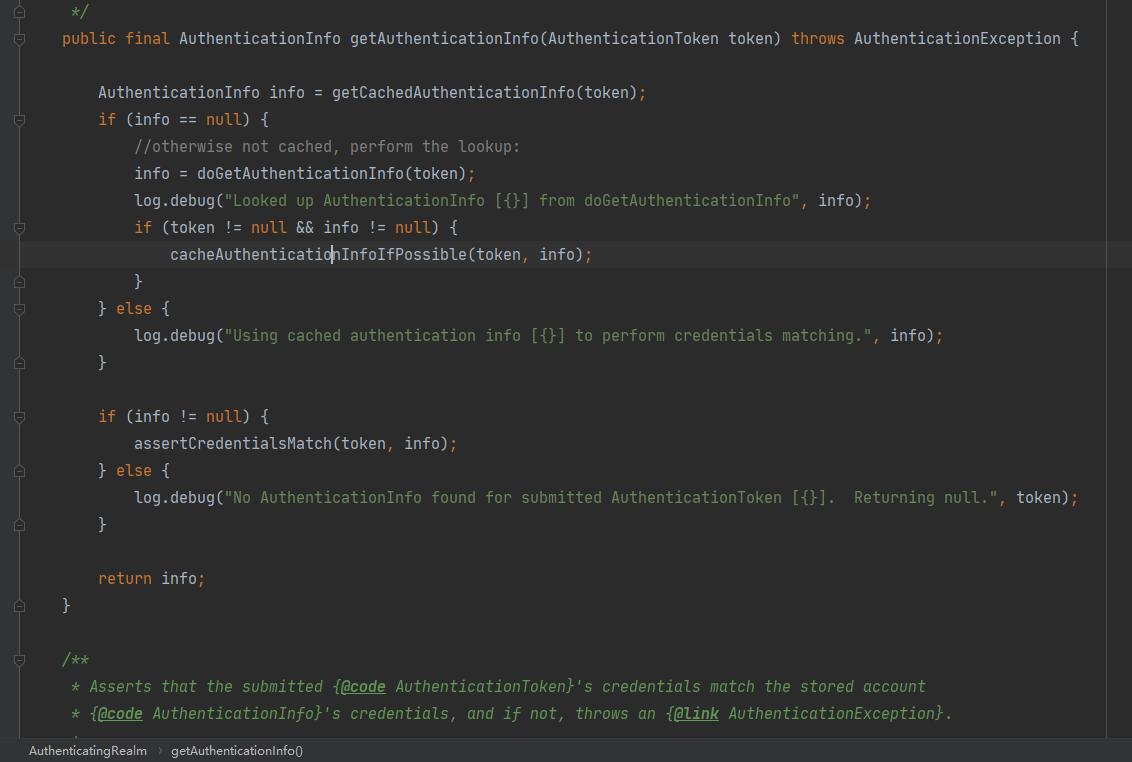 */
public final AuthenticationInfo getAuthenticationInfo(AuthenticationToken token) throws AuthenticationException {
AuthenticationInfo info = getCachedAuthenticationInfo(token);
if (info == null) {
//otherwise not cached, perform the lookup:
info = doGetAuthenticationInfo(token);
log.debug("Looked up AuthenticationInfo [{}] from doGetAuthenticationInfo", info);
if (token != null && info != null) {
cacheAuthenticationInfoIfPossible(token, info);
}
} else {
log.debug("Using cached authentication info [{}] to perform credentials matching.", info);
}
if (info != null) {
assertCredentialsMatch(token, info);
} else {
log.debug("No AuthenticationInfo found for submitted AuthenticationToken [{}].  Returning null.", token);
}
return info;
}
/**
* Asserts that the submitted {@code AuthenticationToken}'s credentials match the stored account
* {@code AuthenticationInfo}'s credentials, and if not, throws an {@link AuthenticationException}.
AuthenticatingRealm › getAuthenticationInfo()